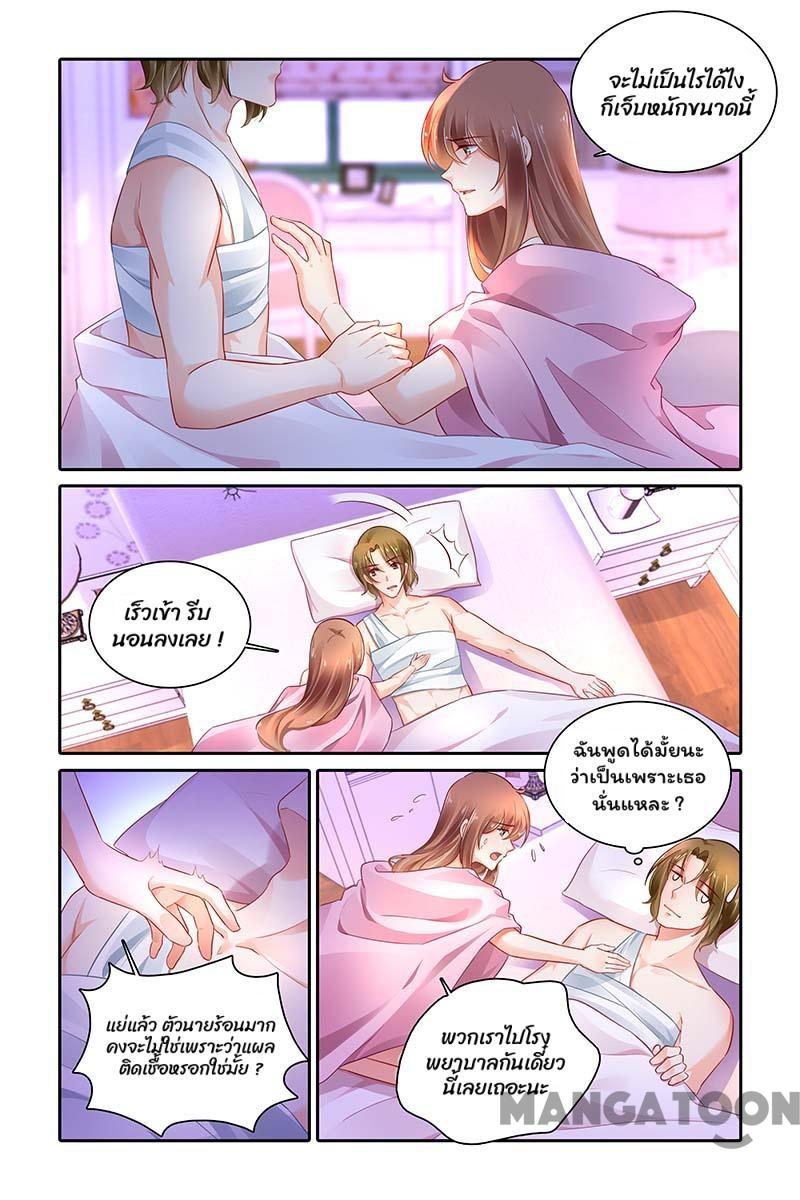 จะไม่เป็นไรได้ไง
ก็เจ็บหนักขนาดนี้
เร็วเข้า รีบ
นอนลงเลย !
ฉันพูดได้มั้ยนะ
ว่าเป็นเพราะเธอ
นั่นแหละ ?
แย่แล้ว ตัวนายร้อนมาก
คงจะไม่ใช่เพราะว่าแผล
ติดเชื้อหรอกใช่มั้ย ?
พวกเราไปโรง
พยาบาลกันเดี๋ยว
นี้เลยเถอะนะ
MANGATOON